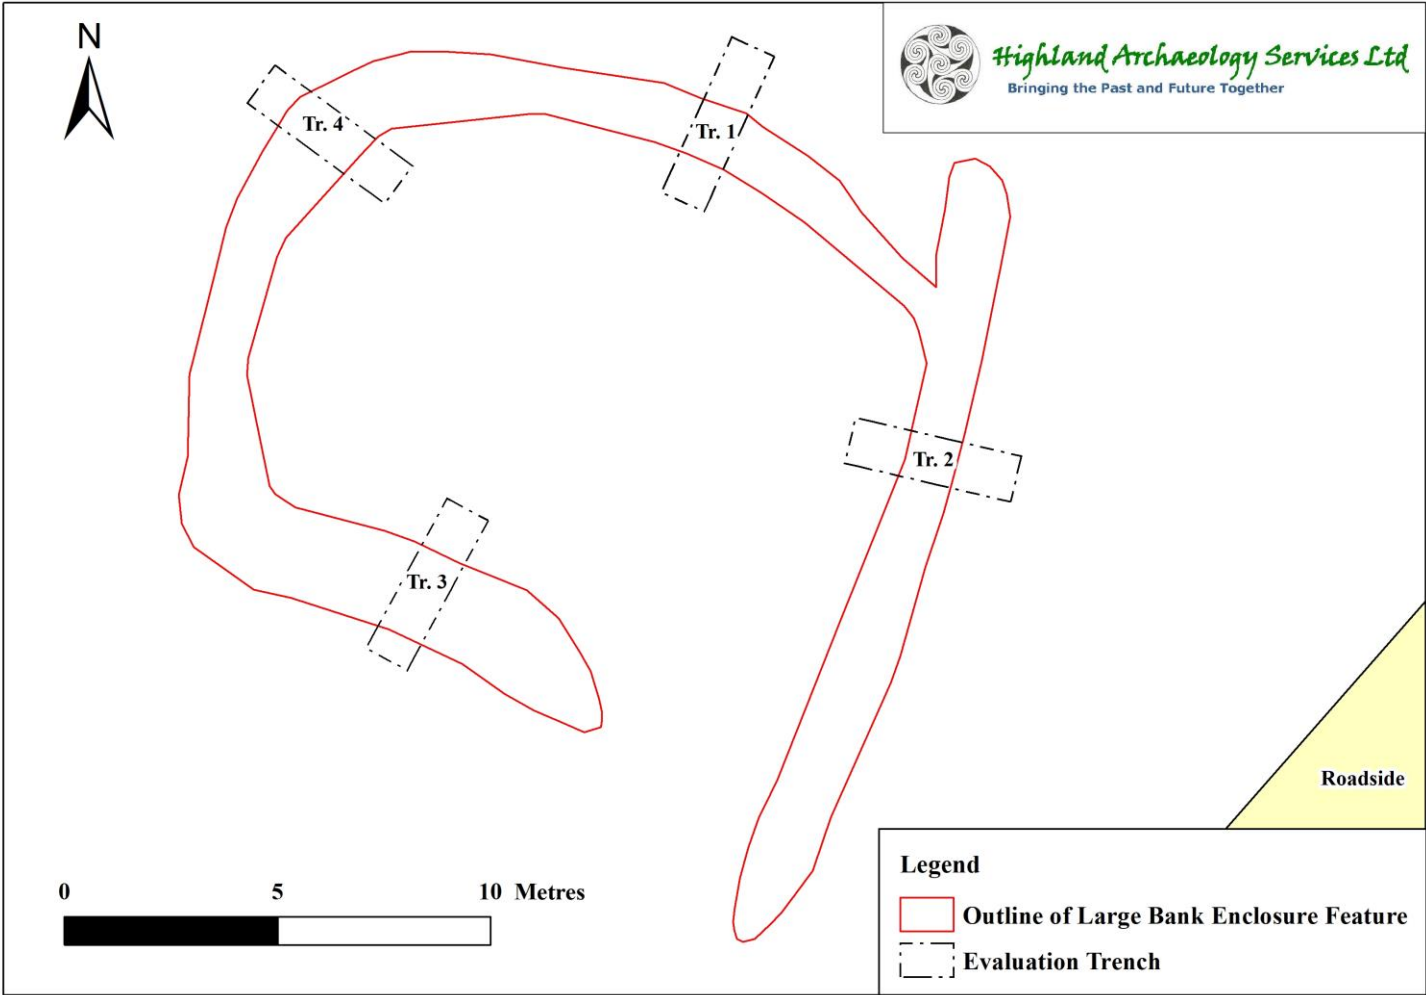 N
Highland Archaeology Services Ltd
Bringing the Past and Future Together
Tr. 4
Tr. 1
Tr. 2
Tr. 3
Roadside
0 5 10 Metres
Legend
Outline of Large Bank Enclosure Feature
Evaluation Trench